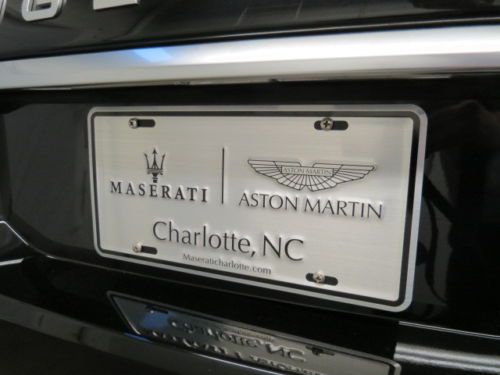 MASERATI
ASTON MARTIN
ASTON MARTIN
Charlotte, NC
Maseraticharlotte.com